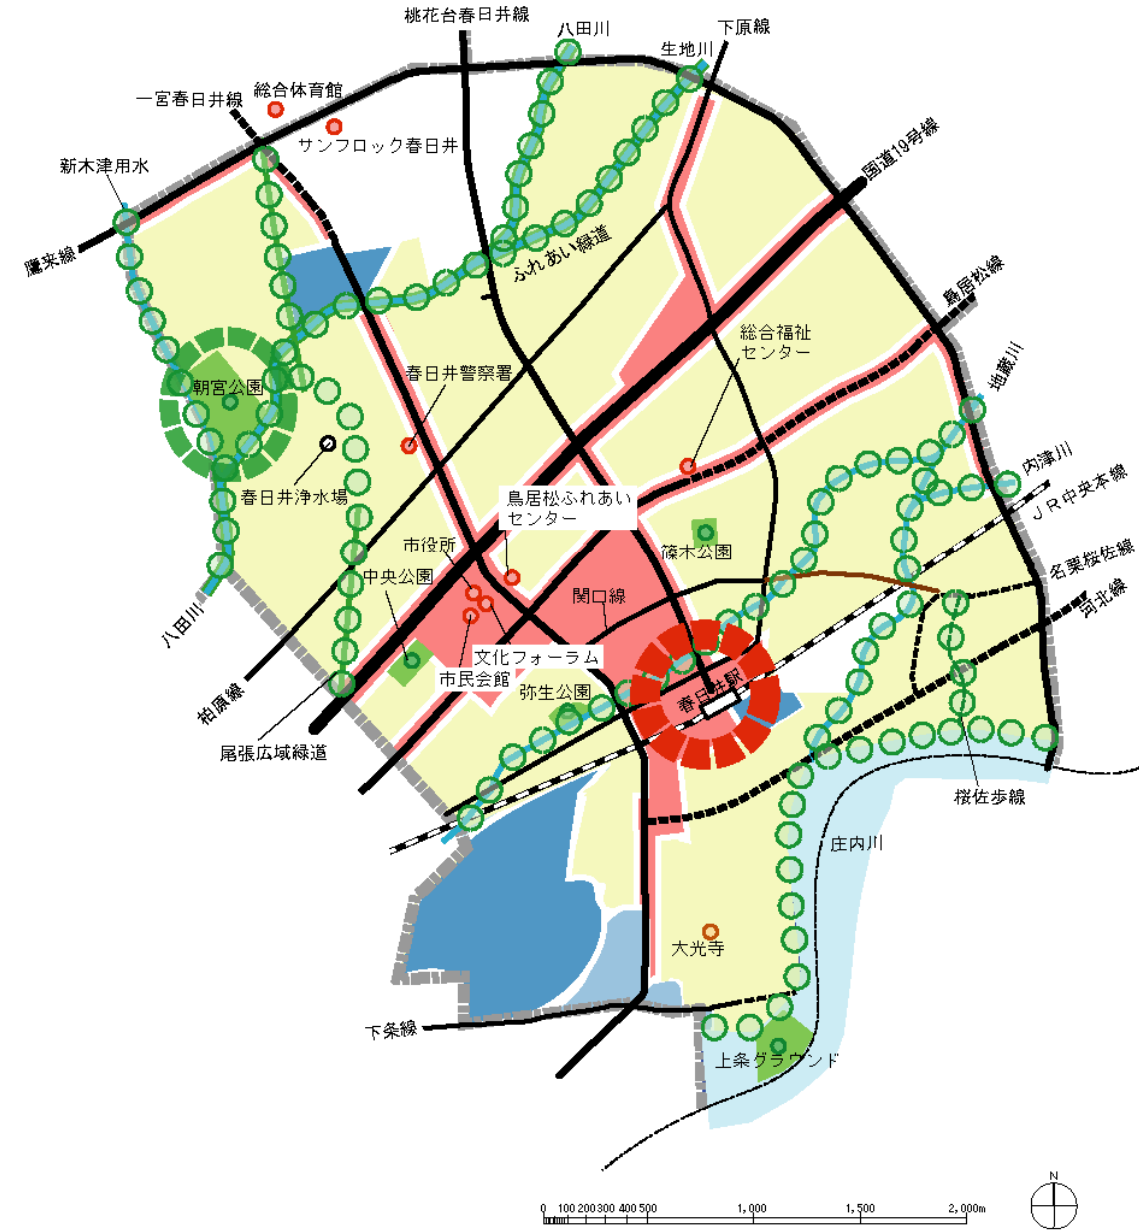 桃花台春日井線
八田川
生地川
下原線
総合体育館
一宮春日井線
サンフロック春日井
国道19号線
新木津用水
鷹来線
ふれあい緑道
鳥居松線
総合福祉
センター
地蔵川
春日井警察署
朝宮公園
内津川
春日井浄水場
鳥居松ふれあい
センター
JR中央本線
市役所
篠木公園
名栗桜佐線
中央公園
関口線
河北線
八田川
文化フォーラム
市民会館
弥生公園
春日井駅
柏原線
尾張広域緑道
桜佐歩線
庄内川
大光寺
下条線
上条グラウンド
N
0 100 200 300 400 500 1,000 1,500 2,000m